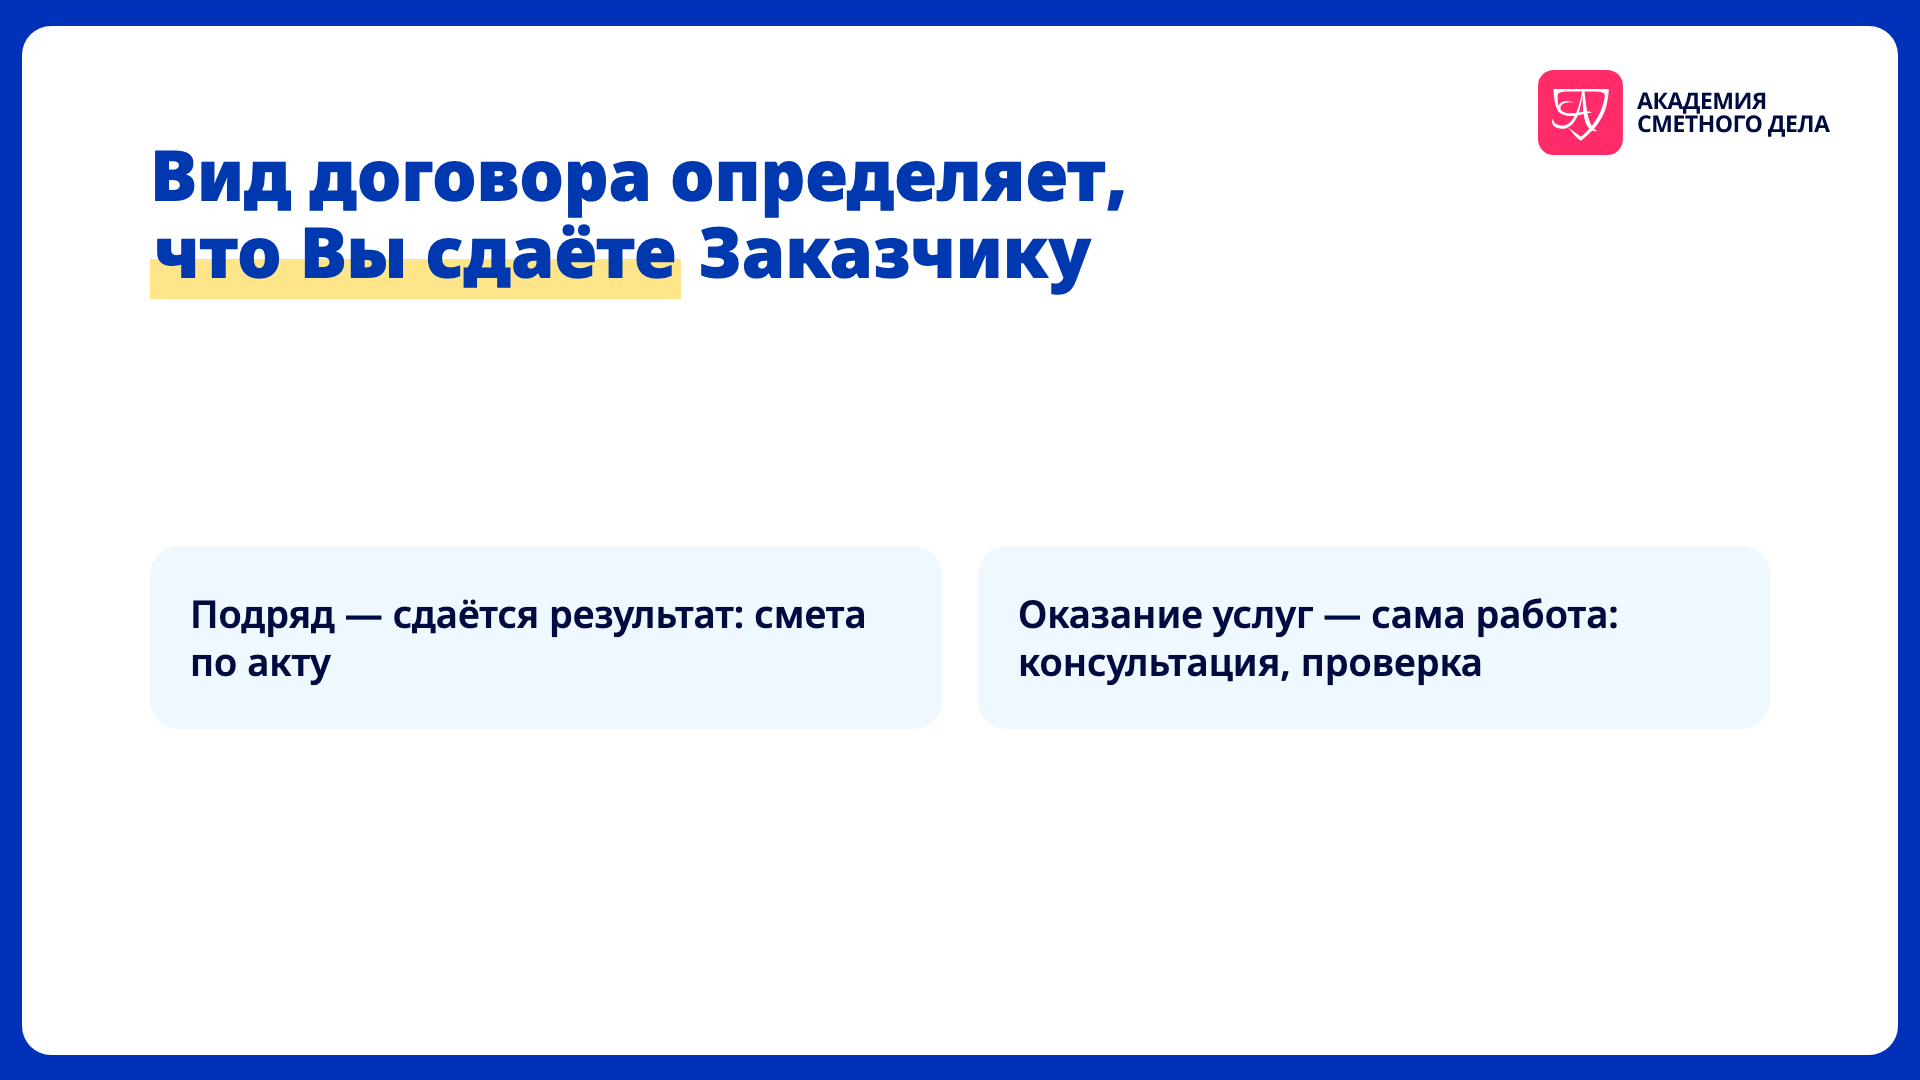 АКАДЕМИЯ
СМЕТНОГО ДЕЛА
Вид договора определяет,
что Вы сдаёте Заказчику
Подряд — сдаётся результат: смета
по акту
Оказание услуг — сама работа:
консультация, проверка